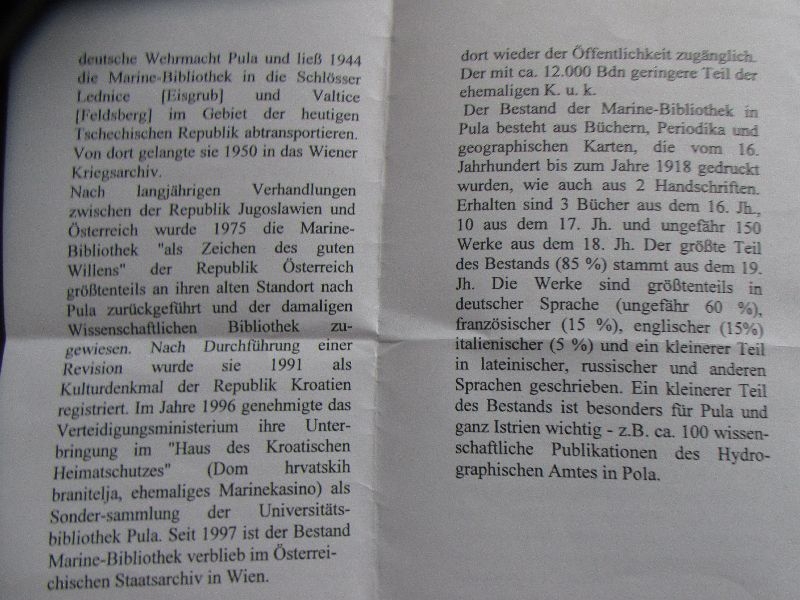 deutsche Wehrmacht Pula und ließ 1944
die Marine-Bibliothek in die Schlösser
Lednice [Eisgrub] und Valtice
[Feldsberg] im Gebiet der heutigen
Tschechischen Republik abtransportieren.
Von dort gelangte sie 1950 in das Wiener
Kriegsarchiv.
Nach langjährigen Verhandlungen
zwischen der Republik Jugoslawien und
Österreich wurde 1975 die Marine-
Bibliothek "als Zeichen des guten
Willens" der Republik Österreich
größtenteils an ihren alten Standort nach
Pula zurückgeführt und der damaligen
Wissenschaftlichen Bibliothek zu-
gewiesen. Nach Durchführung einer
Revision wurde sie 1991 als
Kulturdenkmal der Republik Kroatien
registriert. Im Jahre 1996 genehmigte das
Verteidigungsministerium ihre Unter-
bringung im "Haus des Kroatischen
Heimatschutzes" (Dom hrvatskih
branitelja, ehemaliges Marinekasino) als
Sonder-sammlung der Universitäts-
bibliothek Pula. Seit 1997 ist der Bestand
Marine-Bibliothek verblieb im Österrei-
chischen Staatsarchiv in Wien.
dort wieder der Öffentlichkeit zugänglich.
Der mit ca. 12.000 Bdn geringere Teil der
ehemaligen K. u. k.
Der Bestand der Marine-Bibliothek in
Pula besteht aus Büchern, Periodika und
geographischen Karten, die vom 16.
Jahrhundert bis zum Jahre 1918 gedruckt
wurden, wie auch aus 2 Handschriften.
Erhalten sind 3 Bücher aus dem 16. Jh.,
10 aus dem 17. Jh. und ungefähr 150
Werke aus dem 18. Jh. Der größte Teil
des Bestands (85 %) stammt aus dem 19.
Jh. Die Werke sind größtenteils in
deutscher Sprache (ungefähr 60 %),
französischer (15 %), englischer (15%)
italienischer (5 %) und ein kleinerer Teil
in lateinischer, russischer und anderen
Sprachen geschrieben. Ein kleinerer Teil
des Bestands ist besonders für Pula und
ganz Istrien wichtig - z.B. ca. 100 wissen-
schaftliche Publikationen des Hydro-
graphischen Amtes in Pola.